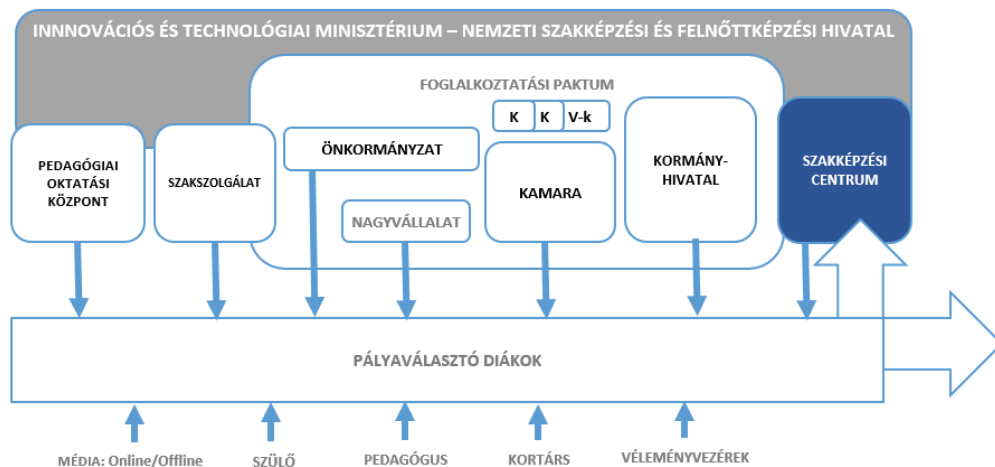 INNNOVÁCIÓS ÉS TECHNOLÓGIAI MINISZTÉRIUM – NEMZETI SZAKKÉPZÉSI ÉS FELNŐTTKÉPZÉSI HIVATAL
FOGLALKOZTATÁSI PAKTUM
K K V-k
PEDAGÓGIAI
OKTATÁSI
KÖZPONT
SZAKSZOLGÁLAT
ÖNKORMÁNYZAT
NAGYVÁLLALAT
KAMARA
KORMÁNY-
HIVATAL
SZAKKÉPZÉSI
CENTRUM
PÁLYAVÁLASZTÓ DIÁKOK
MÉDIA: Online/Offline
SZÜLŐ
PEDAGÓGUS
KORTÁRS
VÉLEMÉNYVEZÉREK